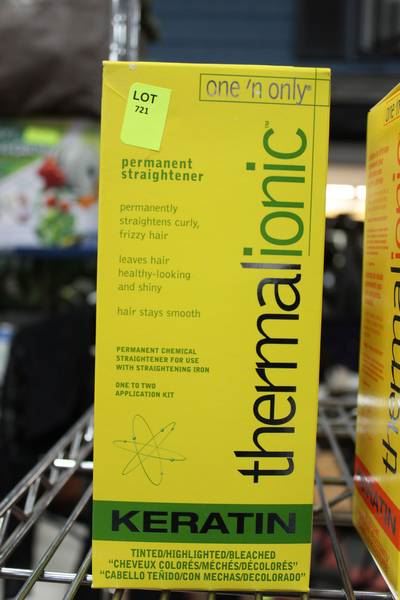 one 'n only®
LOT
721
permanent
straightener
permanently
straightens curly,
frizzy hair
leaves hair
healthy-looking
and shiny
hair stays smooth
PERMANENT CHEMICAL
STRAIGHTENER FOR USE
WITH STRAIGHTENING IRON
ONE TO TWO
APPLICATION KIT
thermalionic™
KERATIN
TINTED/HIGHLIGHTED/BLEACHED
"CHEVEUX COLORÉS/MÉCHÉS/DÉCOLORÉS"
"CABELLO TEÑIDO/CON MECHAS/DECOLORADO"